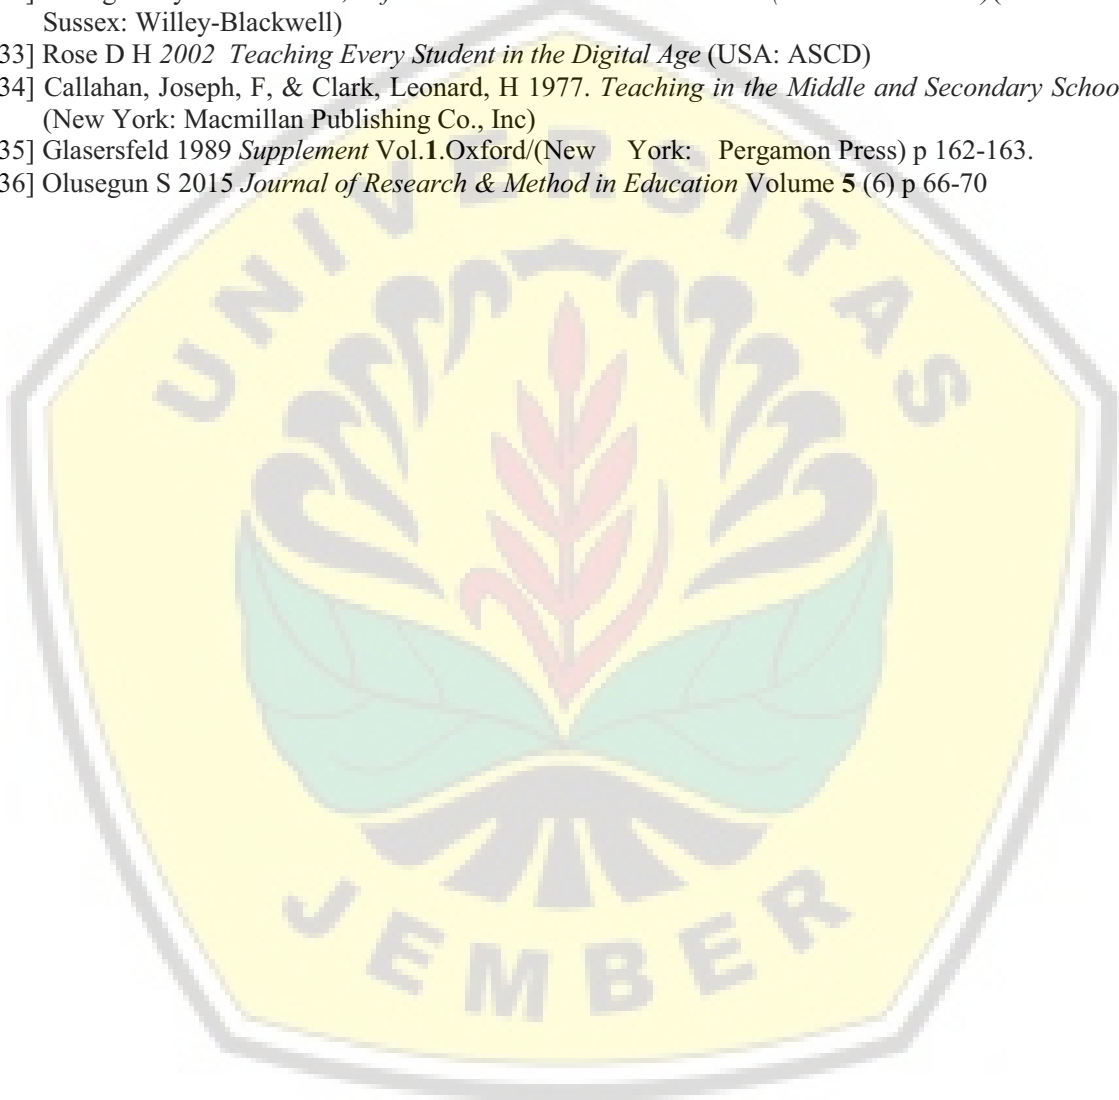 Sussex: Willey-Blackwell)
33] Rose D H 2002 Teaching Every Student in the Digital Age (USA: ASCD)
34] Callahan, Joseph, F, & Clark, Leonard, H 1977. Teaching in the Middle and Secondary Schoo
(New York: Macmillan Publishing Co., Inc)
35] Glasersfeld 1989 Supplement Vol.1.Oxford/(New York: Pergamon Press) p 162-163.
36] Olusegun S 2015 Journal of Research & Method in Education Volume 5 (6) p 66-70
UNIVERSITAS
JEMBER